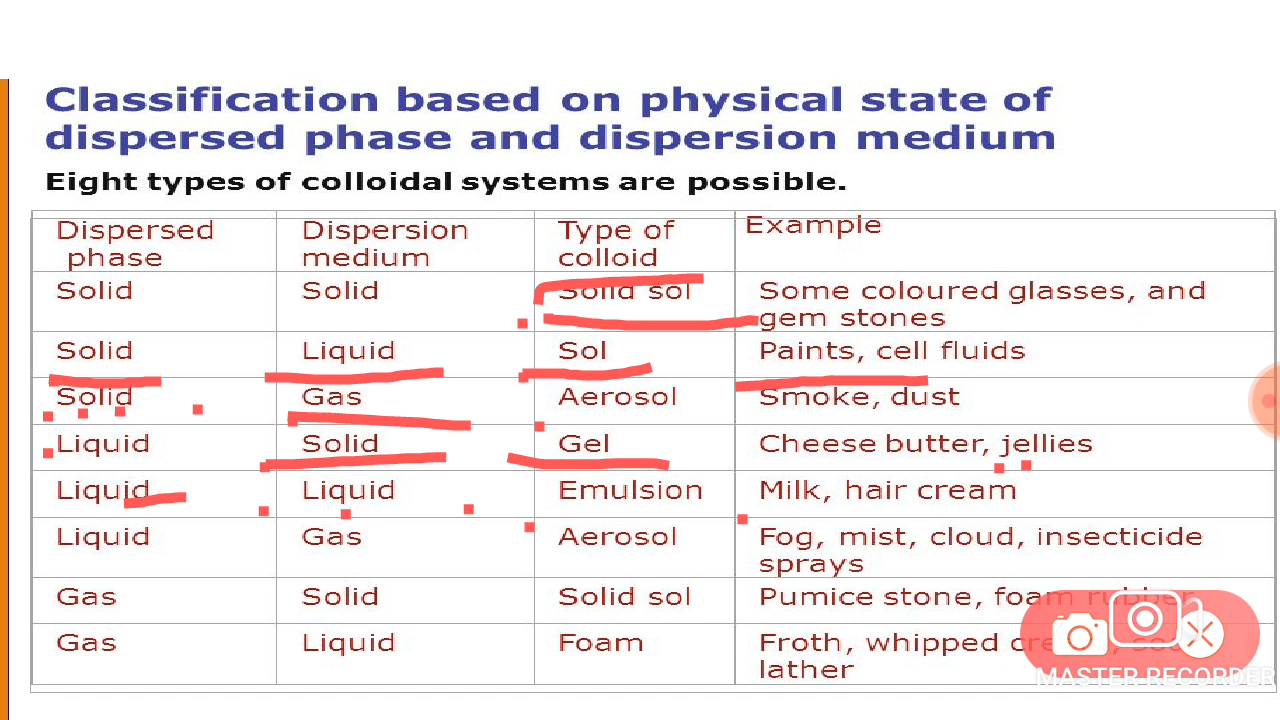 Classification based on physical state of
dispersed phase and dispersion medium
Eight types of colloidal systems are possible.
Dispersed phase Dispersion medium Type of colloid Example
Solid Solid Solid sol Some coloured glasses, and
gem stones
Solid Liquid Sol Paints, cell fluids
Solid Gas Aerosol Smoke, dust
Liquid Solid Gel Cheese butter, jellies
Liquid Liquid Emulsion Milk, hair cream
Liquid Gas Aerosol Fog, mist, cloud, insecticide
sprays
Gas Solid Solid sol Pumice stone, foam rubber
Gas Liquid Foam Froth, whipped
lather
MASTER RECORDER